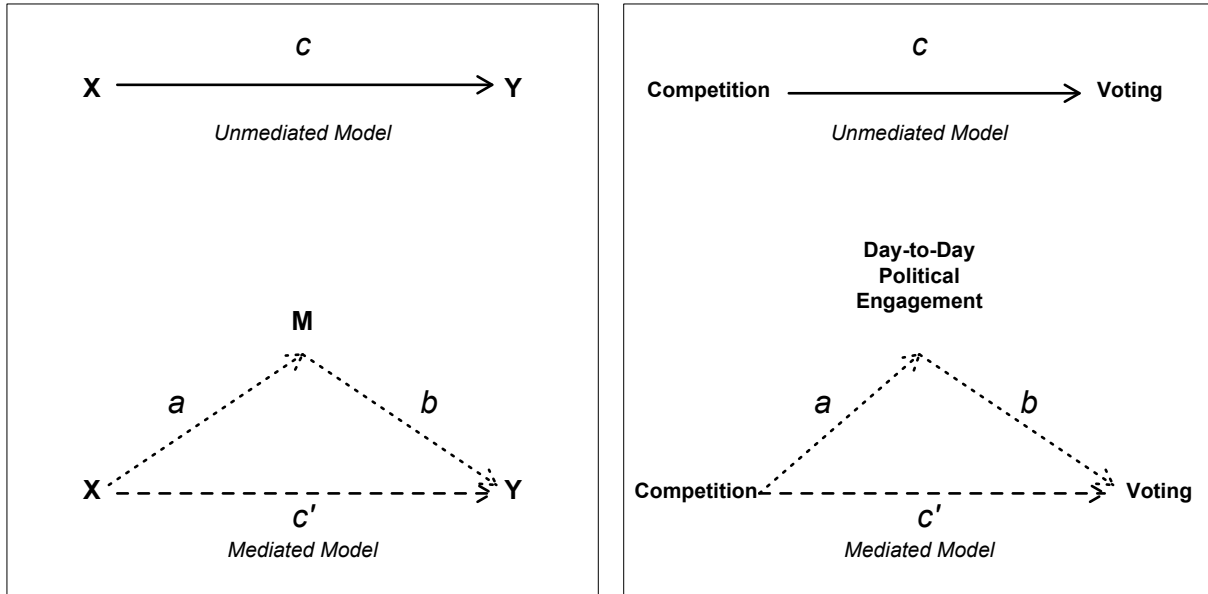 c
X
Y
Unmediated Model
M
a
b
X
Y
c'
Mediated Model
c
Competition
Voting
Unmediated Model
Day-to-Day
Political
Engagement
a
b
Competition
Voting
c'
Mediated Model